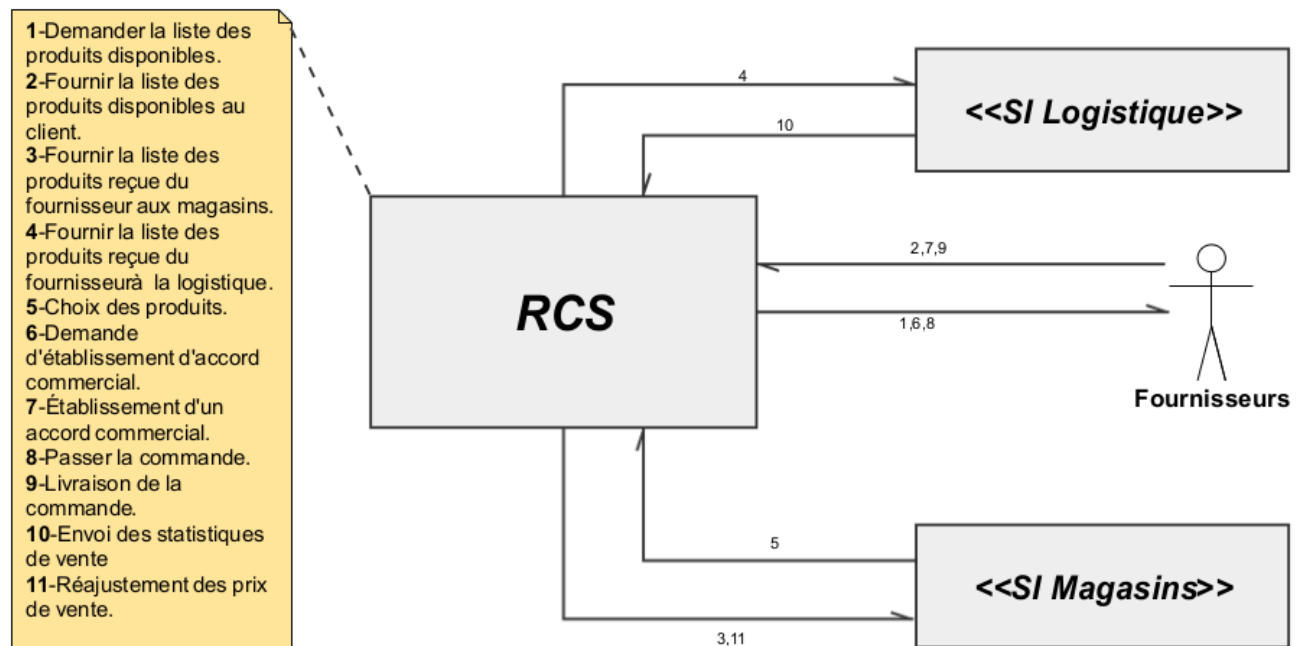 1-Demander la liste des
produits disponibles.
2-Fournir la liste des
produits disponibles au
client.
3-Fournir la liste des
produits reçue du
fournisseur aux magasins.
4-Fournir la liste des
produits reçue du
fournisseurà la logistique.
5-Choix des produits.
6-Demande
d'établissement d'accord
commercial.
7-Établissement d'un
accord commercial.
8-Passer la commande.
9-Livraison de la
commande.
10-Envoi des statistiques
de vente
11-Réajustement des prix
de vente.
4
<<SI Logistique>>
10
RCS
2,7,9
1,6,8
Fournisseurs
5
<<SI Magasins>>
3,11